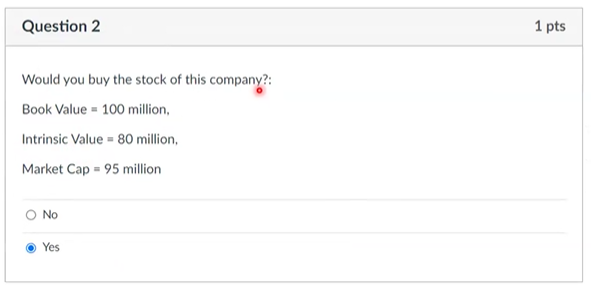 Question 2 1 pts
Would you buy the stock of this company?:
Book Value = 100 million,
Intrinsic Value = 80 million,
Market Cap = 95 million
No
Yes